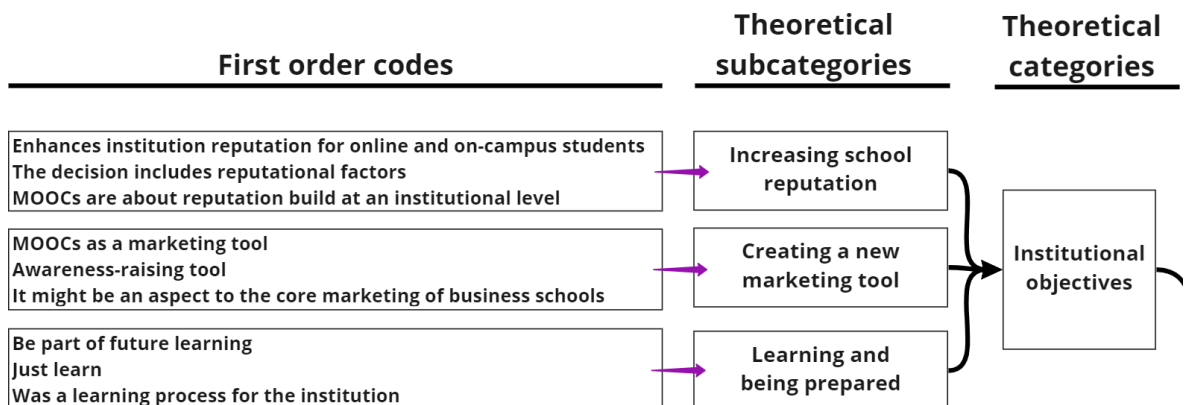 First order codes
Theoretical
subcategories
Theoretical
categories
Enhances institution reputation for online and on-campus students
The decision includes reputational factors
MOOCs are about reputation build at an institutional level
Increasing school
reputation
MOOCs as a marketing tool
Awareness-raising tool
It might be an aspect to the core marketing of business schools
Creating a new
marketing tool
Be part of future learning
Just learn
Was a learning process for the institution
Learning and
being prepared
Institutional
objectives